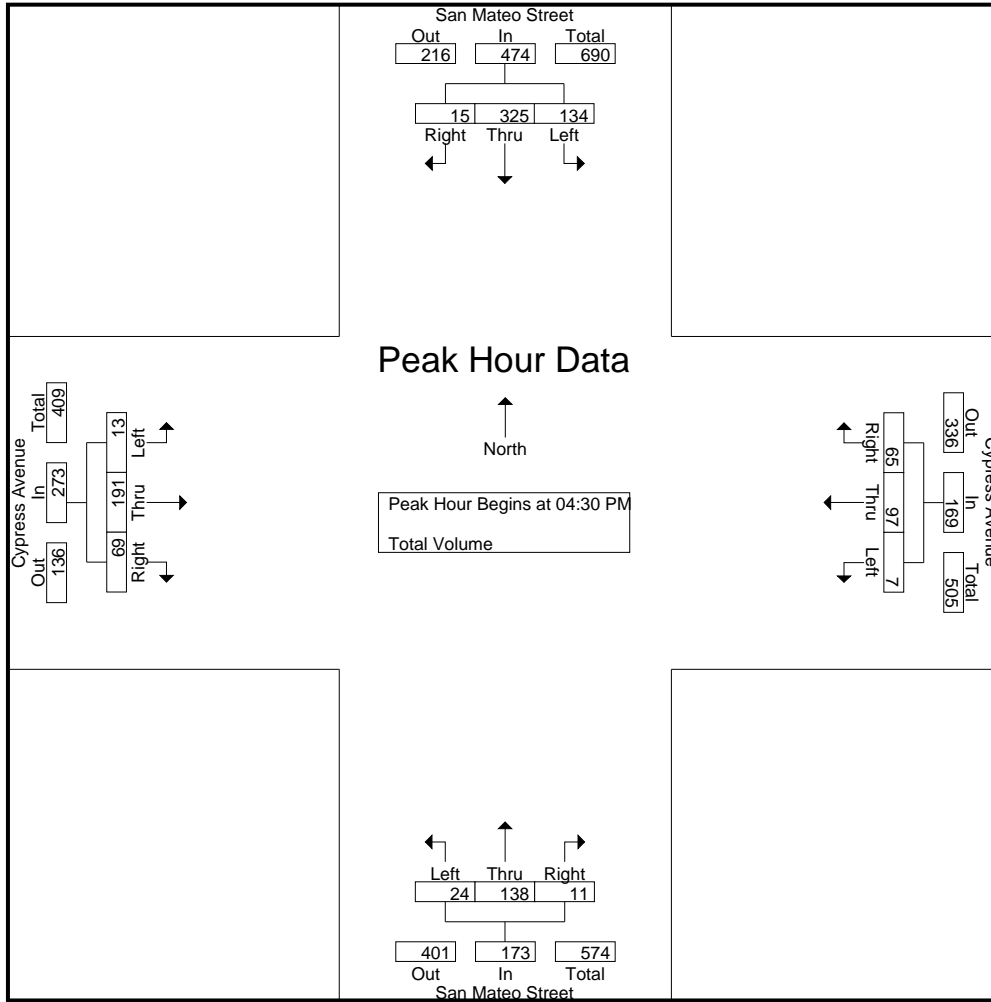 San Mateo Street
Out In Total
216 474 690
15 325 134
Right Thru Left
Peak Hour Data
North
Peak Hour Begins at 04:30 PM
Total Volume
Cypress Avenue
Out In Total
136 273 409
69 191 13
Right Thru Left
Cypress Avenue
Out In Total
336 169 505
65 97 7
Right Thru Left
Left Thru Right
24 138 11
401 173 574
Out In Total
San Mateo Street